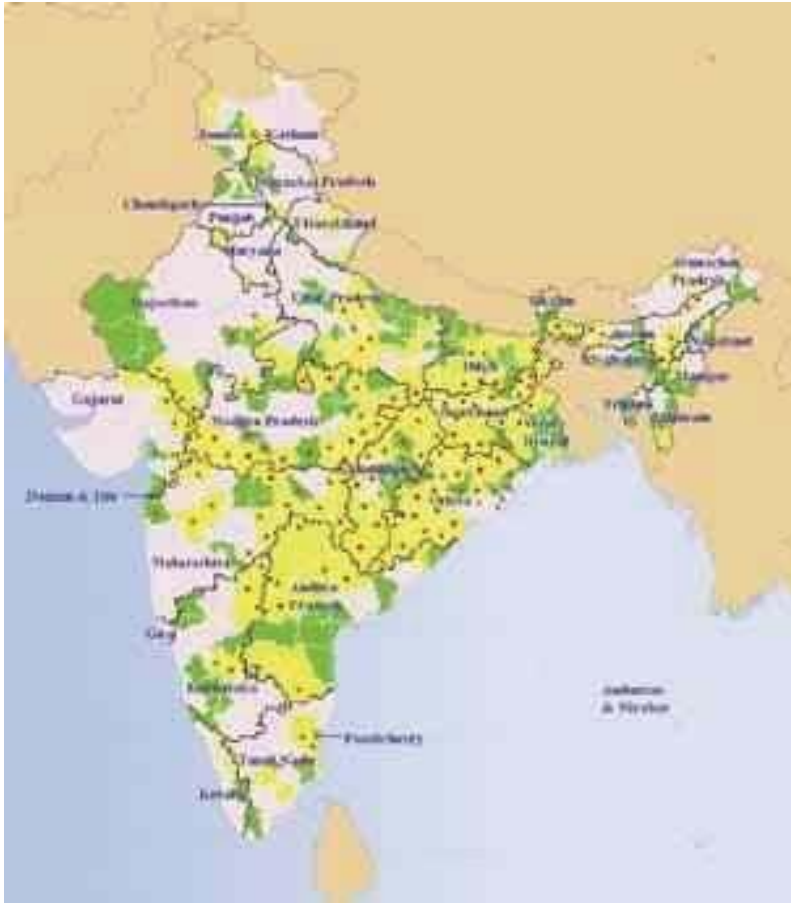 Jammu & Kashmir
Himachal Pradesh
Chandigarh
Punjab
Uttaranchal
Haryana
Arunachal
Pradesh
Rajasthan
Uttar Pradesh
Sikkim
Assam
Nagaland
Meghalaya
Bihar
Manipur
Gujarat
Jharkhand
Tripura
Mizoram
Madhya Pradesh
West
Bengal
Orissa
Daman & Diu
Maharashtra
Andhra
Pradesh
Goa
Karnataka
Andaman
& Nicobar
Pondicherry
Tamil Nadu
Kerala